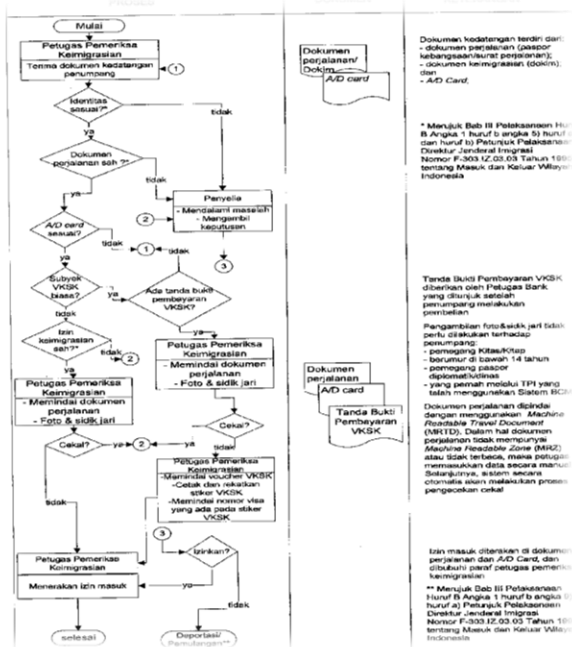 PROSES
Mulai
Petugas Pemeriksa
Keimigrasian
Terima dokumen kedatangan
penumpang
1
Identitas
sesuai?*
tidak
ya
Dokumen
perjalanan sah ?*
tidak
ya
Penyelia
- Mendalami masalah
- Mengambil
keputusan
2
3
A/D card
sesuai?
tidak
1
tidak
ya
Subyek
VKSK
biasa?
ya
Ada tanda bukti
pembayaran
VKSK?
tidak
ya
Izin
keimigrasian
sah?*
tidak
2
ya
Petugas Pemeriksa
Keimigrasian
- Memindai dokumen
perjalanan
- Foto & sidik jari
Petugas Pemeriksa
Keimigrasian
- Memindai dokumen
perjalanan
- Foto & sidik jari
Cekal?
ya
2
ya
Cekal?
tidak
tidak
Petugas Pemeriksa
Keimigrasian
-Memindai voucher VKSK
-Cetak dan rekatkan
stiker VKSK
-Memindai nomor visa
yang ada pada stiker
VKSK
3
Izinkan?
ya
tidak
Petugas Pemeriksa
Keimigrasian
Menerakan izin masuk
selesai
Deportasi/
Pemulangan**
Dokumen
perjalanan/
Dokim
A/D card
Dokumen
perjalanan
A/D card
Tanda Bukti
Pembayaran
VKSK
Dokumen kedatangan terdiri dari:
- dokumen perjalanan (paspor
kebangsaan/surat perjalanan);
- dokumen keimigrasian (dokim);
dan
- A/D Card,
* Merujuk Bab III Pelaksanaan
B Angka 1 huruf b angka 5) huruf
dan huruf b) Petunjuk Pelaksanaan
Direktur Jenderal Imigrasi
Nomor F-303.IZ.03.03 Tahun
tentang Masuk dan Keluar Wilayah
Indonesia
Tanda Bukti Pembayaran VKSK
diberikan oleh Petugas Bank
yang ditunjuk setelah
penumpang melakukan
pembelian
Pengambilan foto&sidik jari tidak
perlu dilakukan terhadap
penumpang:
- pemegang Kitas/Kitap
- berumur di bawah 14 tahun
- pemegang paspor
diplomatik/dinas
- yang pernah melalui TPI yang
telah menggunakan Sistem BCM
Dokumen perjalanan dipindai
dengan menggunakan Machine
Readable Travel Document
(MRTD). Dalam hal dokumen
perjalanan tidak mempunyai
Machine Readable Zone (MRZ)
atau tidak terbaca, maka petugas
memasukkan data secara manual
Selanjutnya, sistem secara
otomatis akan melakukan proses
pengecekan cekal
Izin masuk diterakan di dokumen
perjalanan dan A/D Card, dan
dibubuhi paraf petugas pemeriksa
keimigrasian
** Merujuk Bab III Pelaksanaan
Huruf B Angka 1 huruf b angka
huruf a) Petunjuk Pelaksanaan
Direktur Jenderal Imigrasi
Nomor F-303.IZ.03.03 Tahun
tentang Masuk dan Keluar Wilayah
Indonesia